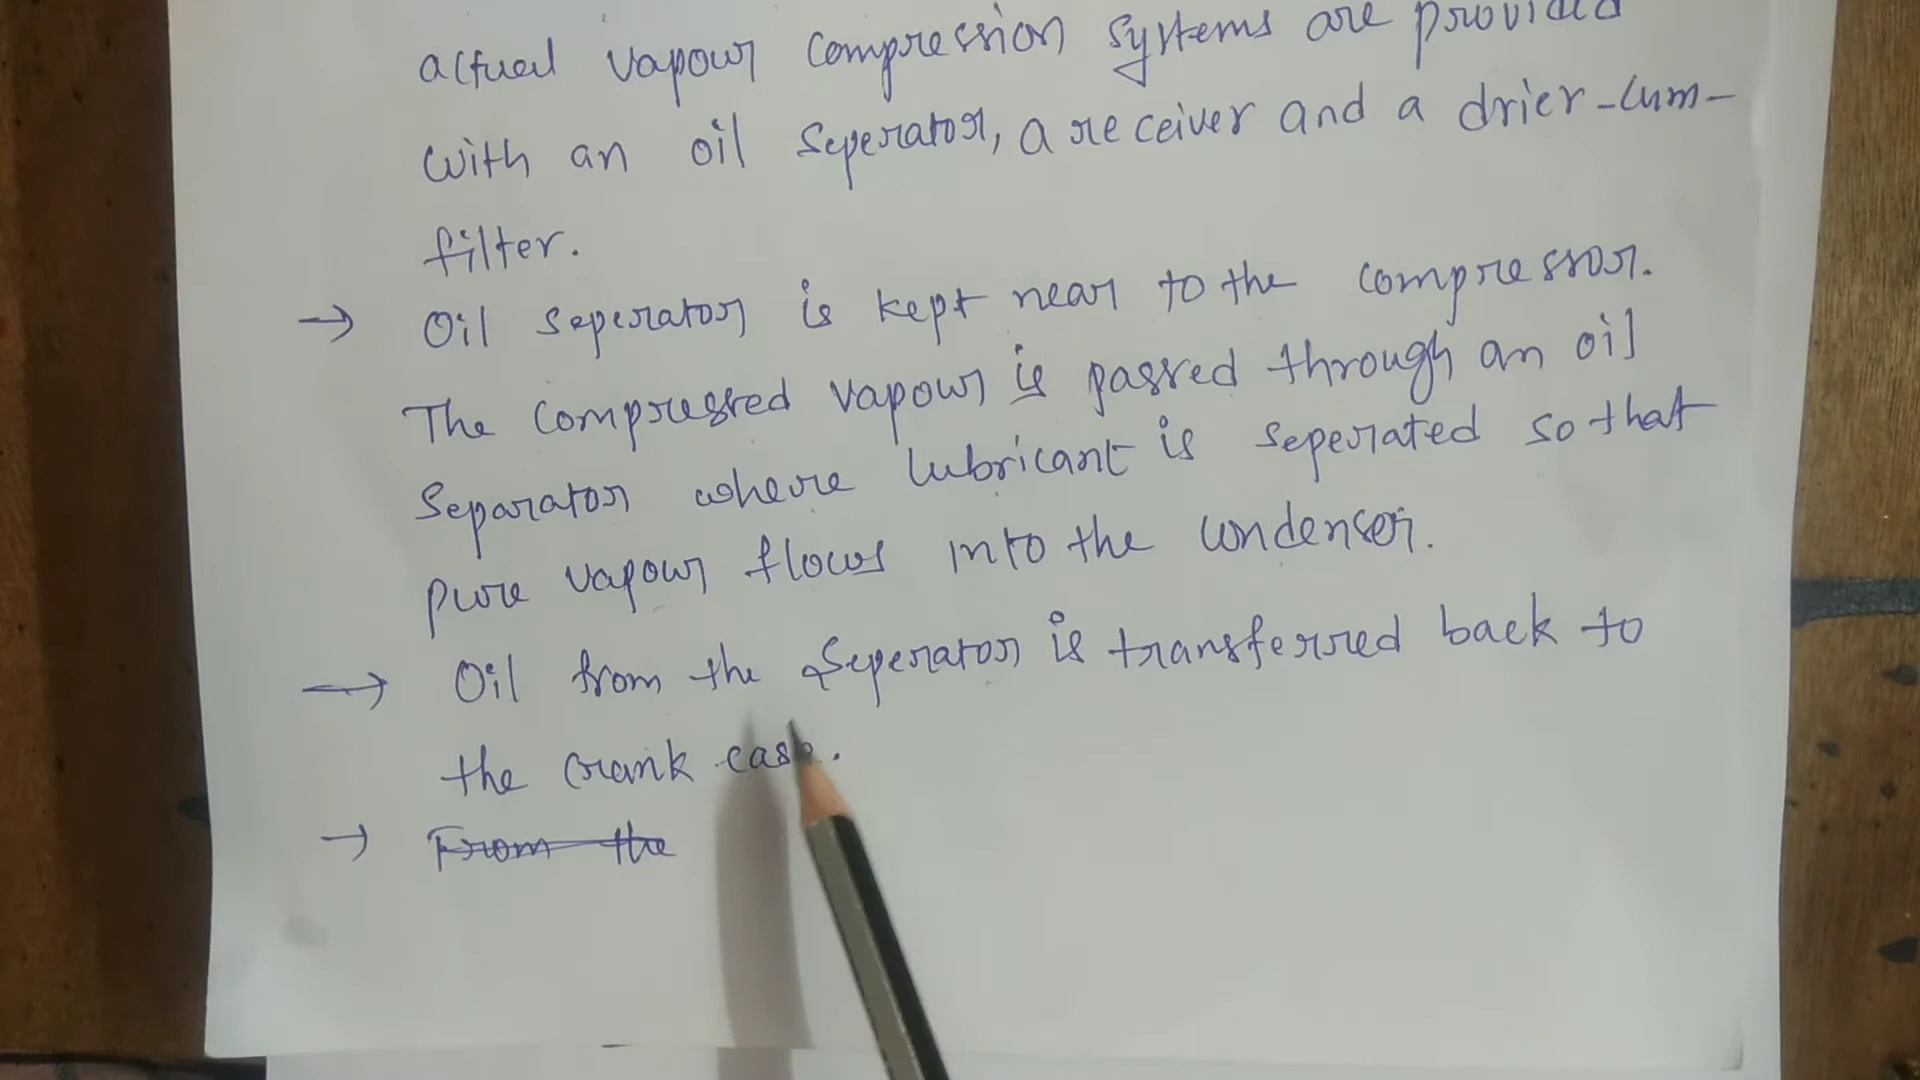 actual vapour compression systems are provided
with an oil seperator, a receiver and a drier-cum-
filter.
→ Oil seperator is kept near to the compressor.
The compressed vapour is passed through an oil
separator where lubricant is seperated so that
pure vapour flows into the condenser.
→ Oil from the seperator is transferred back to
the crank case.
→ From the